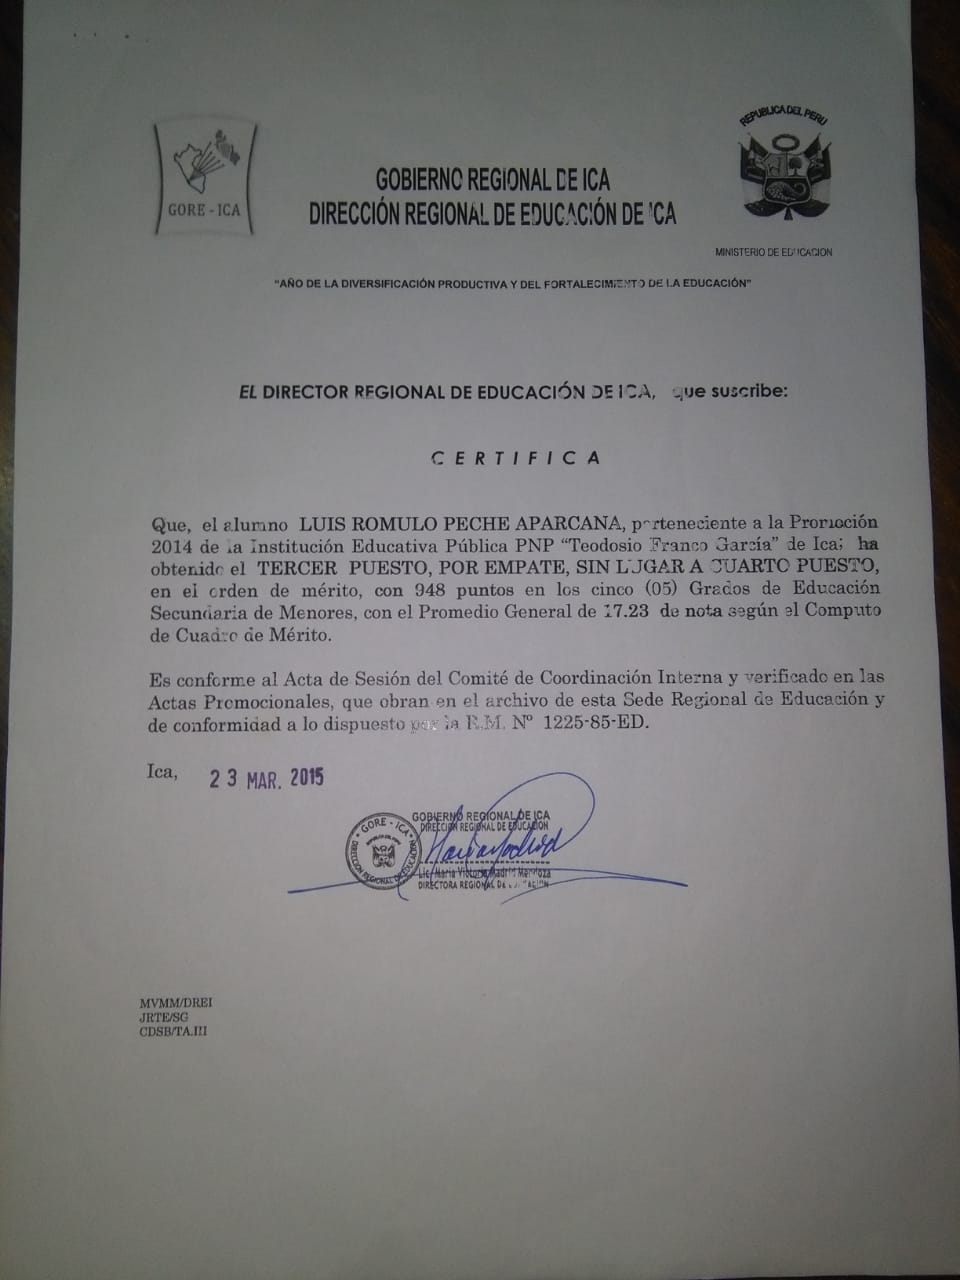 REPUBLICA DEL PERU
GORE - ICA
GOBIERNO REGIONAL DE ICA
DIRECCIÓN REGIONAL DE EDUCACIÓN DE ICA
MINISTERIO DE EDUCACION
"AÑO DE LA DIVERSIFICACIÓN PRODUCTIVA Y DEL FORTALECIMIENTO DE LA EDUCACIÓN"
EL DIRECTOR REGIONAL DE EDUCACIÓN DE ICA, que suscribe:
C E R T I F I C A
Que, el alumno LUIS ROMULO PECHE APARCANA, perteneciente a la Promoción
2014 de la Institución Educativa Pública PNP "Teodosio Franco García" de Ica; ha
obtenido el TERCER PUESTO, POR EMPATE, SIN LUGAR A CUARTO PUESTO,
en el orden de mérito, con 948 puntos en los cinco (05) Grados de Educación
Secundaria de Menores, con el Promedio General de 17.23 de nota según el Computo
de Cuadro de Mérito.
Es conforme al Acta de Sesión del Comité de Coordinación Interna y verificado en las
Actas Promocionales, que obran en el archivo de esta Sede Regional de Educación y
de conformidad a lo dispuesto por la R.M. Nº 1225-85-ED.
Ica, 23 MAR. 2015
GOBIERNO REGIONAL DE ICA
DIRECCIÓN REGIONAL DE EDUCACIÓN
GORE - ICA
DIRECCIÓN REGIONAL DE EDUCACIÓN
Lic. María Victoria Madrid Mendoza
DIRECTORA REGIONAL DE EDUCACIÓN
MVMM/DREI
JRTE/SG
CDSB/TA.III